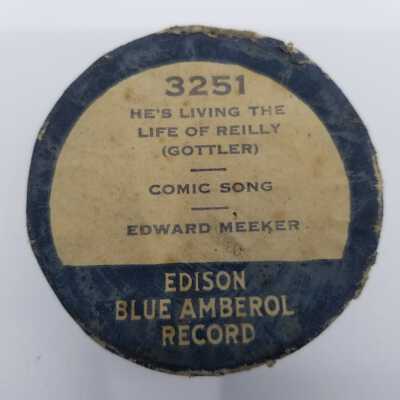 3251
HE'S LIVING THE
LIFE OF REILLY
(GOTTLER)
COMIC SONG
EDWARD MEEKER
EDISON
BLUE AMBEROL
RECORD